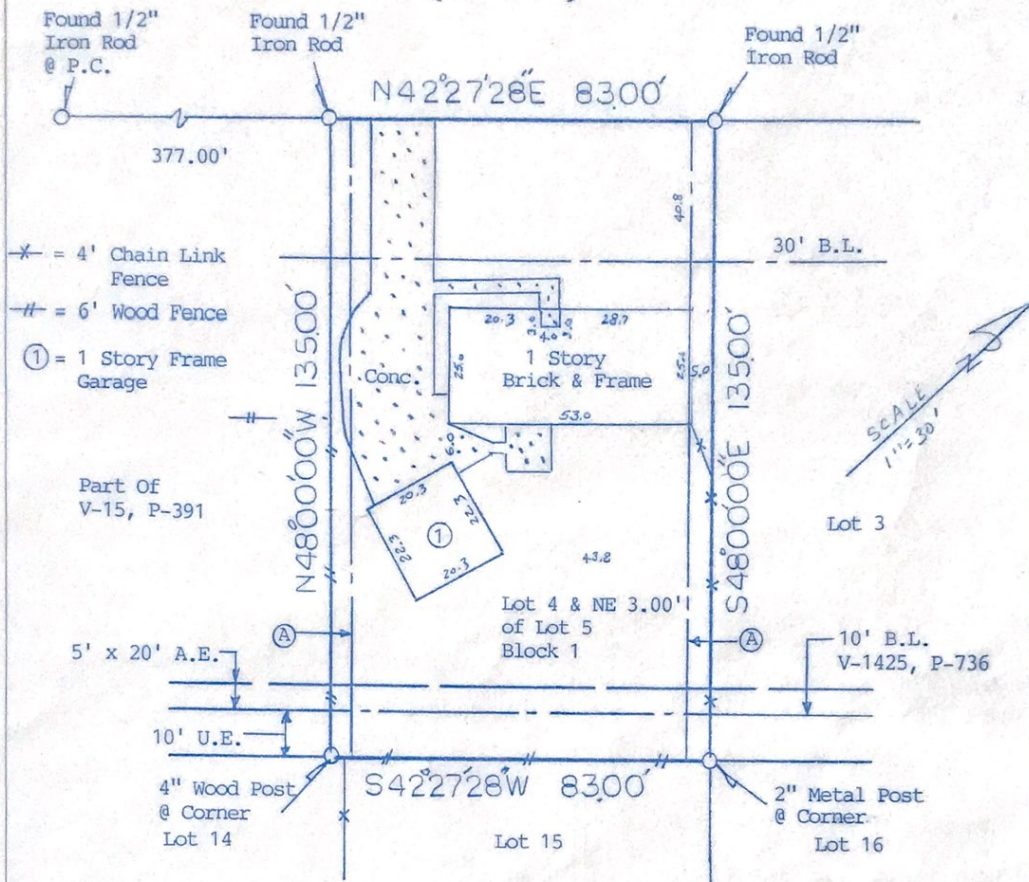 Found 1/2"
Iron Rod
@ P.C.
Found 1/2"
Iron Rod
Found 1/2"
Iron Rod
N42°27'28"E 83.00'
377.00'
40.8
30' B.L.
-x- = 4' Chain Link
Fence
-//- = 6' Wood Fence
① = 1 Story Frame
Garage
N48°00'00"W 135.00'
S48°00'00"E 135.00'
20.3
3.0
4.0
3.0
28.7
1 Story
Brick & Frame
25.0
25.0
5.0
53.0
Conc.
SCALE
1"=30'
6.0
20.3
22.3
22.3
20.3
①
43.8
Part Of
V-15, P-391
Lot 3
Lot 4 & NE 3.00'
of Lot 5
Block 1
A
A
5' x 20' A.E.
10' B.L.
V-1425, P-736
10' U.E.
S42°27'28"W 83.00'
4" Wood Post
@ Corner
Lot 14
Lot 15
2" Metal Post
@ Corner
Lot 16